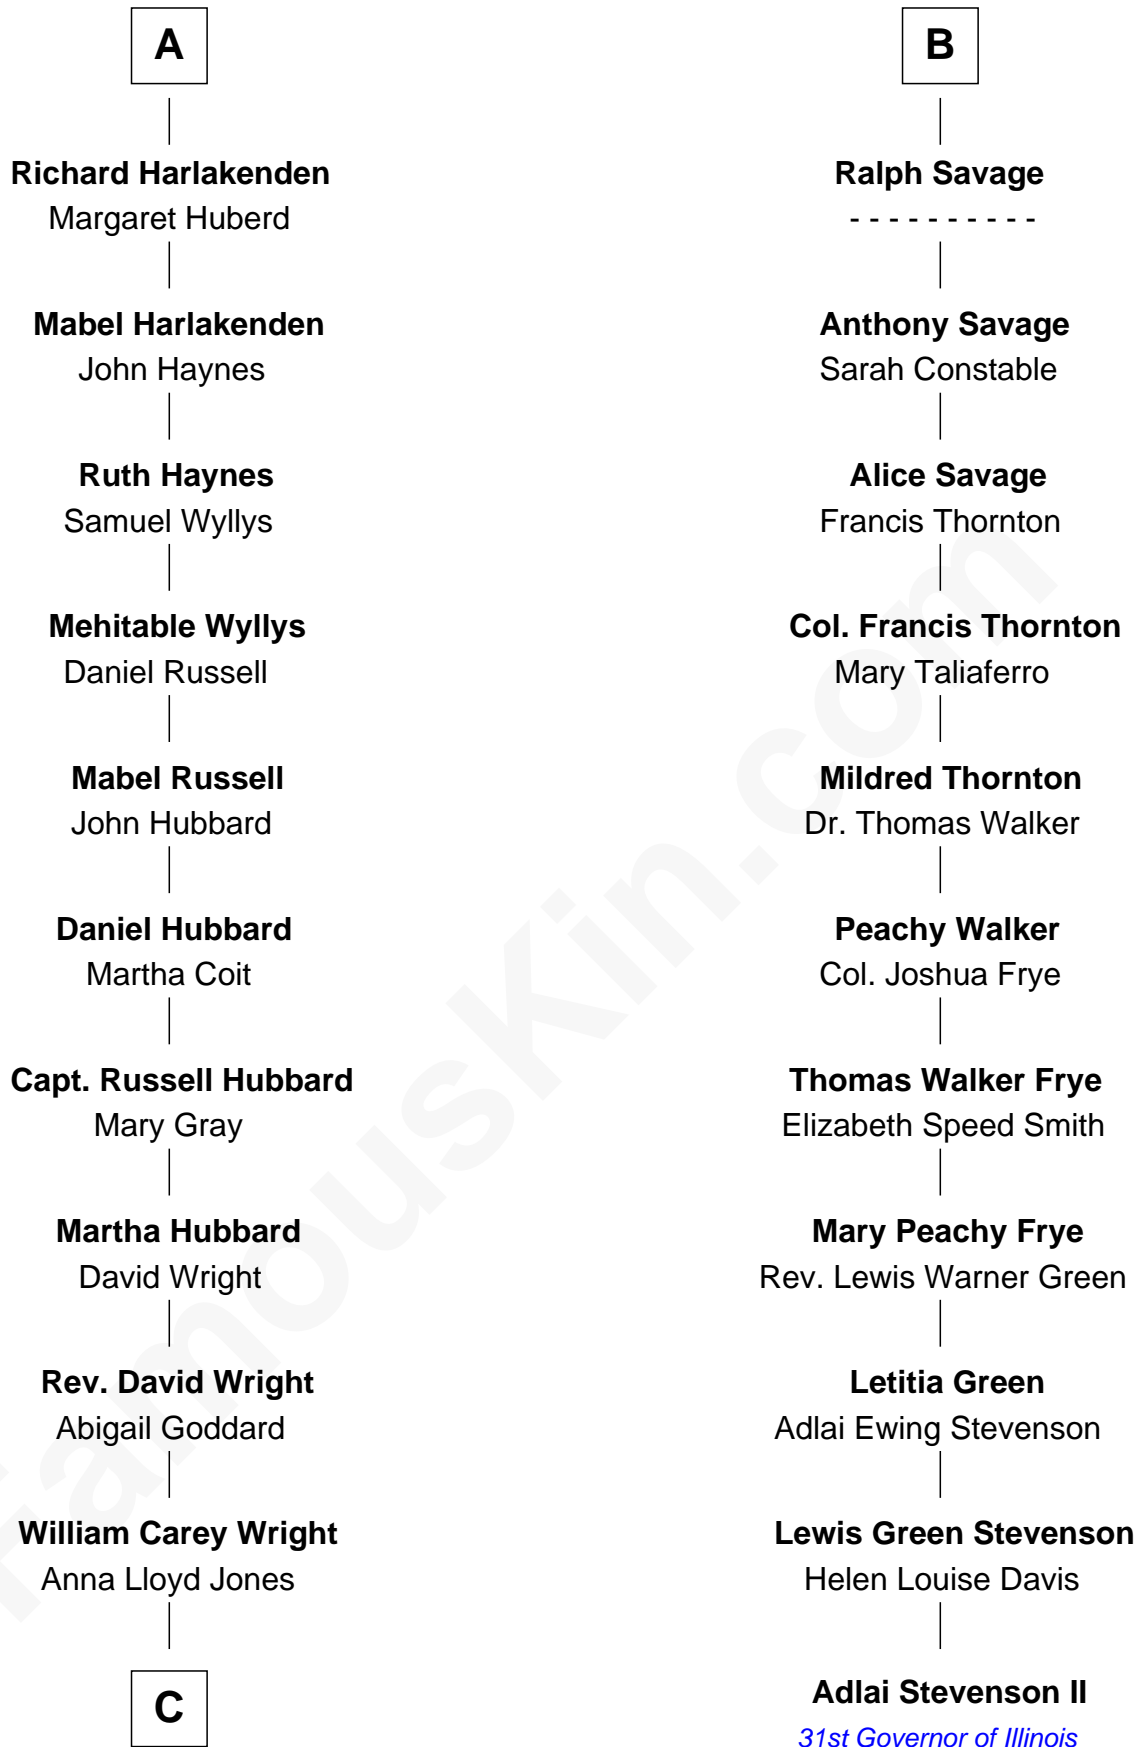 A
Richard Harlakenden
Margaret Huberd
Mabel Harlakenden
John Haynes
Ruth Haynes
Samuel Wyllys
Mehitable Wyllys
Daniel Russell
Mabel Russell
John Hubbard
Daniel Hubbard
Martha Coit
Capt. Russell Hubbard
Mary Gray
Martha Hubbard
David Wright
Rev. David Wright
Abigail Goddard
William Carey Wright
Anna Lloyd Jones
C
B
Ralph Savage
- - - - - - - - - -
Anthony Savage
Sarah Constable
Alice Savage
Francis Thornton
Col. Francis Thornton
Mary Taliaferro
Mildred Thornton
Dr. Thomas Walker
Peachy Walker
Col. Joshua Frye
Thomas Walker Frye
Elizabeth Speed Smith
Mary Peachy Frye
Rev. Lewis Warner Green
Letitia Green
Adlai Ewing Stevenson
Lewis Green Stevenson
Helen Louise Davis
Adlai Stevenson II
31st Governor of Illinois
FamousKin.com